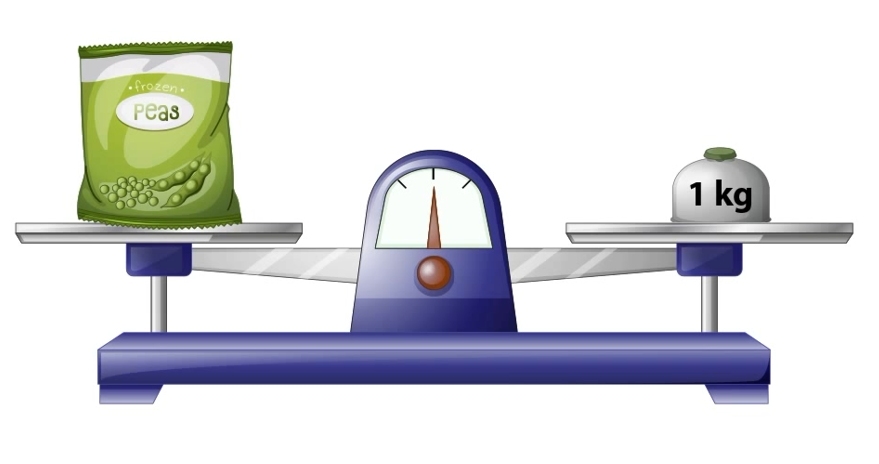 •frozen•
Peas
1 kg